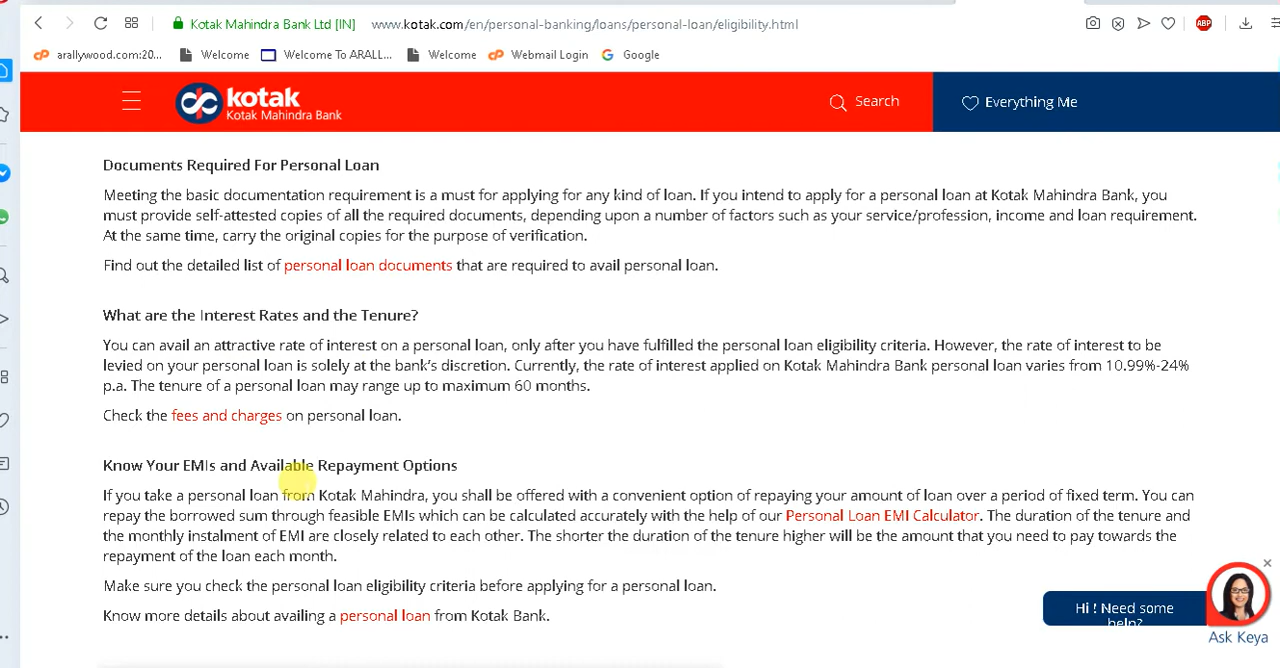 Kotak Mahindra Bank Ltd [IN] www.kotak.com/en/personal-banking/loans/personal-loan/eligibility.html
ABP
arallywood.com:20... Welcome Welcome To ARALL... Welcome Webmail Login Google
kotak
Kotak Mahindra Bank
Search
Everything Me
Documents Required For Personal Loan
Meeting the basic documentation requirement is a must for applying for any kind of loan. If you intend to apply for a personal loan at Kotak Mahindra Bank, you
must provide self-attested copies of all the required documents, depending upon a number of factors such as your service/profession, income and loan requirement.
At the same time, carry the original copies for the purpose of verification.
Find out the detailed list of personal loan documents that are required to avail personal loan.
What are the Interest Rates and the Tenure?
You can avail an attractive rate of interest on a personal loan, only after you have fulfilled the personal loan eligibility criteria. However, the rate of interest to be
levied on your personal loan is solely at the bank's discretion. Currently, the rate of interest applied on Kotak Mahindra Bank personal loan varies from 10.99%-24%
p.a. The tenure of a personal loan may range up to maximum 60 months.
Check the fees and charges on personal loan.
Know Your EMIs and Available Repayment Options
If you take a personal loan from Kotak Mahindra, you shall be offered with a convenient option of repaying your amount of loan over a period of fixed term. You can
repay the borrowed sum through feasible EMIs which can be calculated accurately with the help of our Personal Loan EMI Calculator. The duration of the tenure and
the monthly instalment of EMI are closely related to each other. The shorter the duration of the tenure higher will be the amount that you need to pay towards the
repayment of the loan each month.
Make sure you check the personal loan eligibility criteria before applying for a personal loan.
Know more details about availing a personal loan from Kotak Bank.
Hi ! Need some
help?
Ask Keya